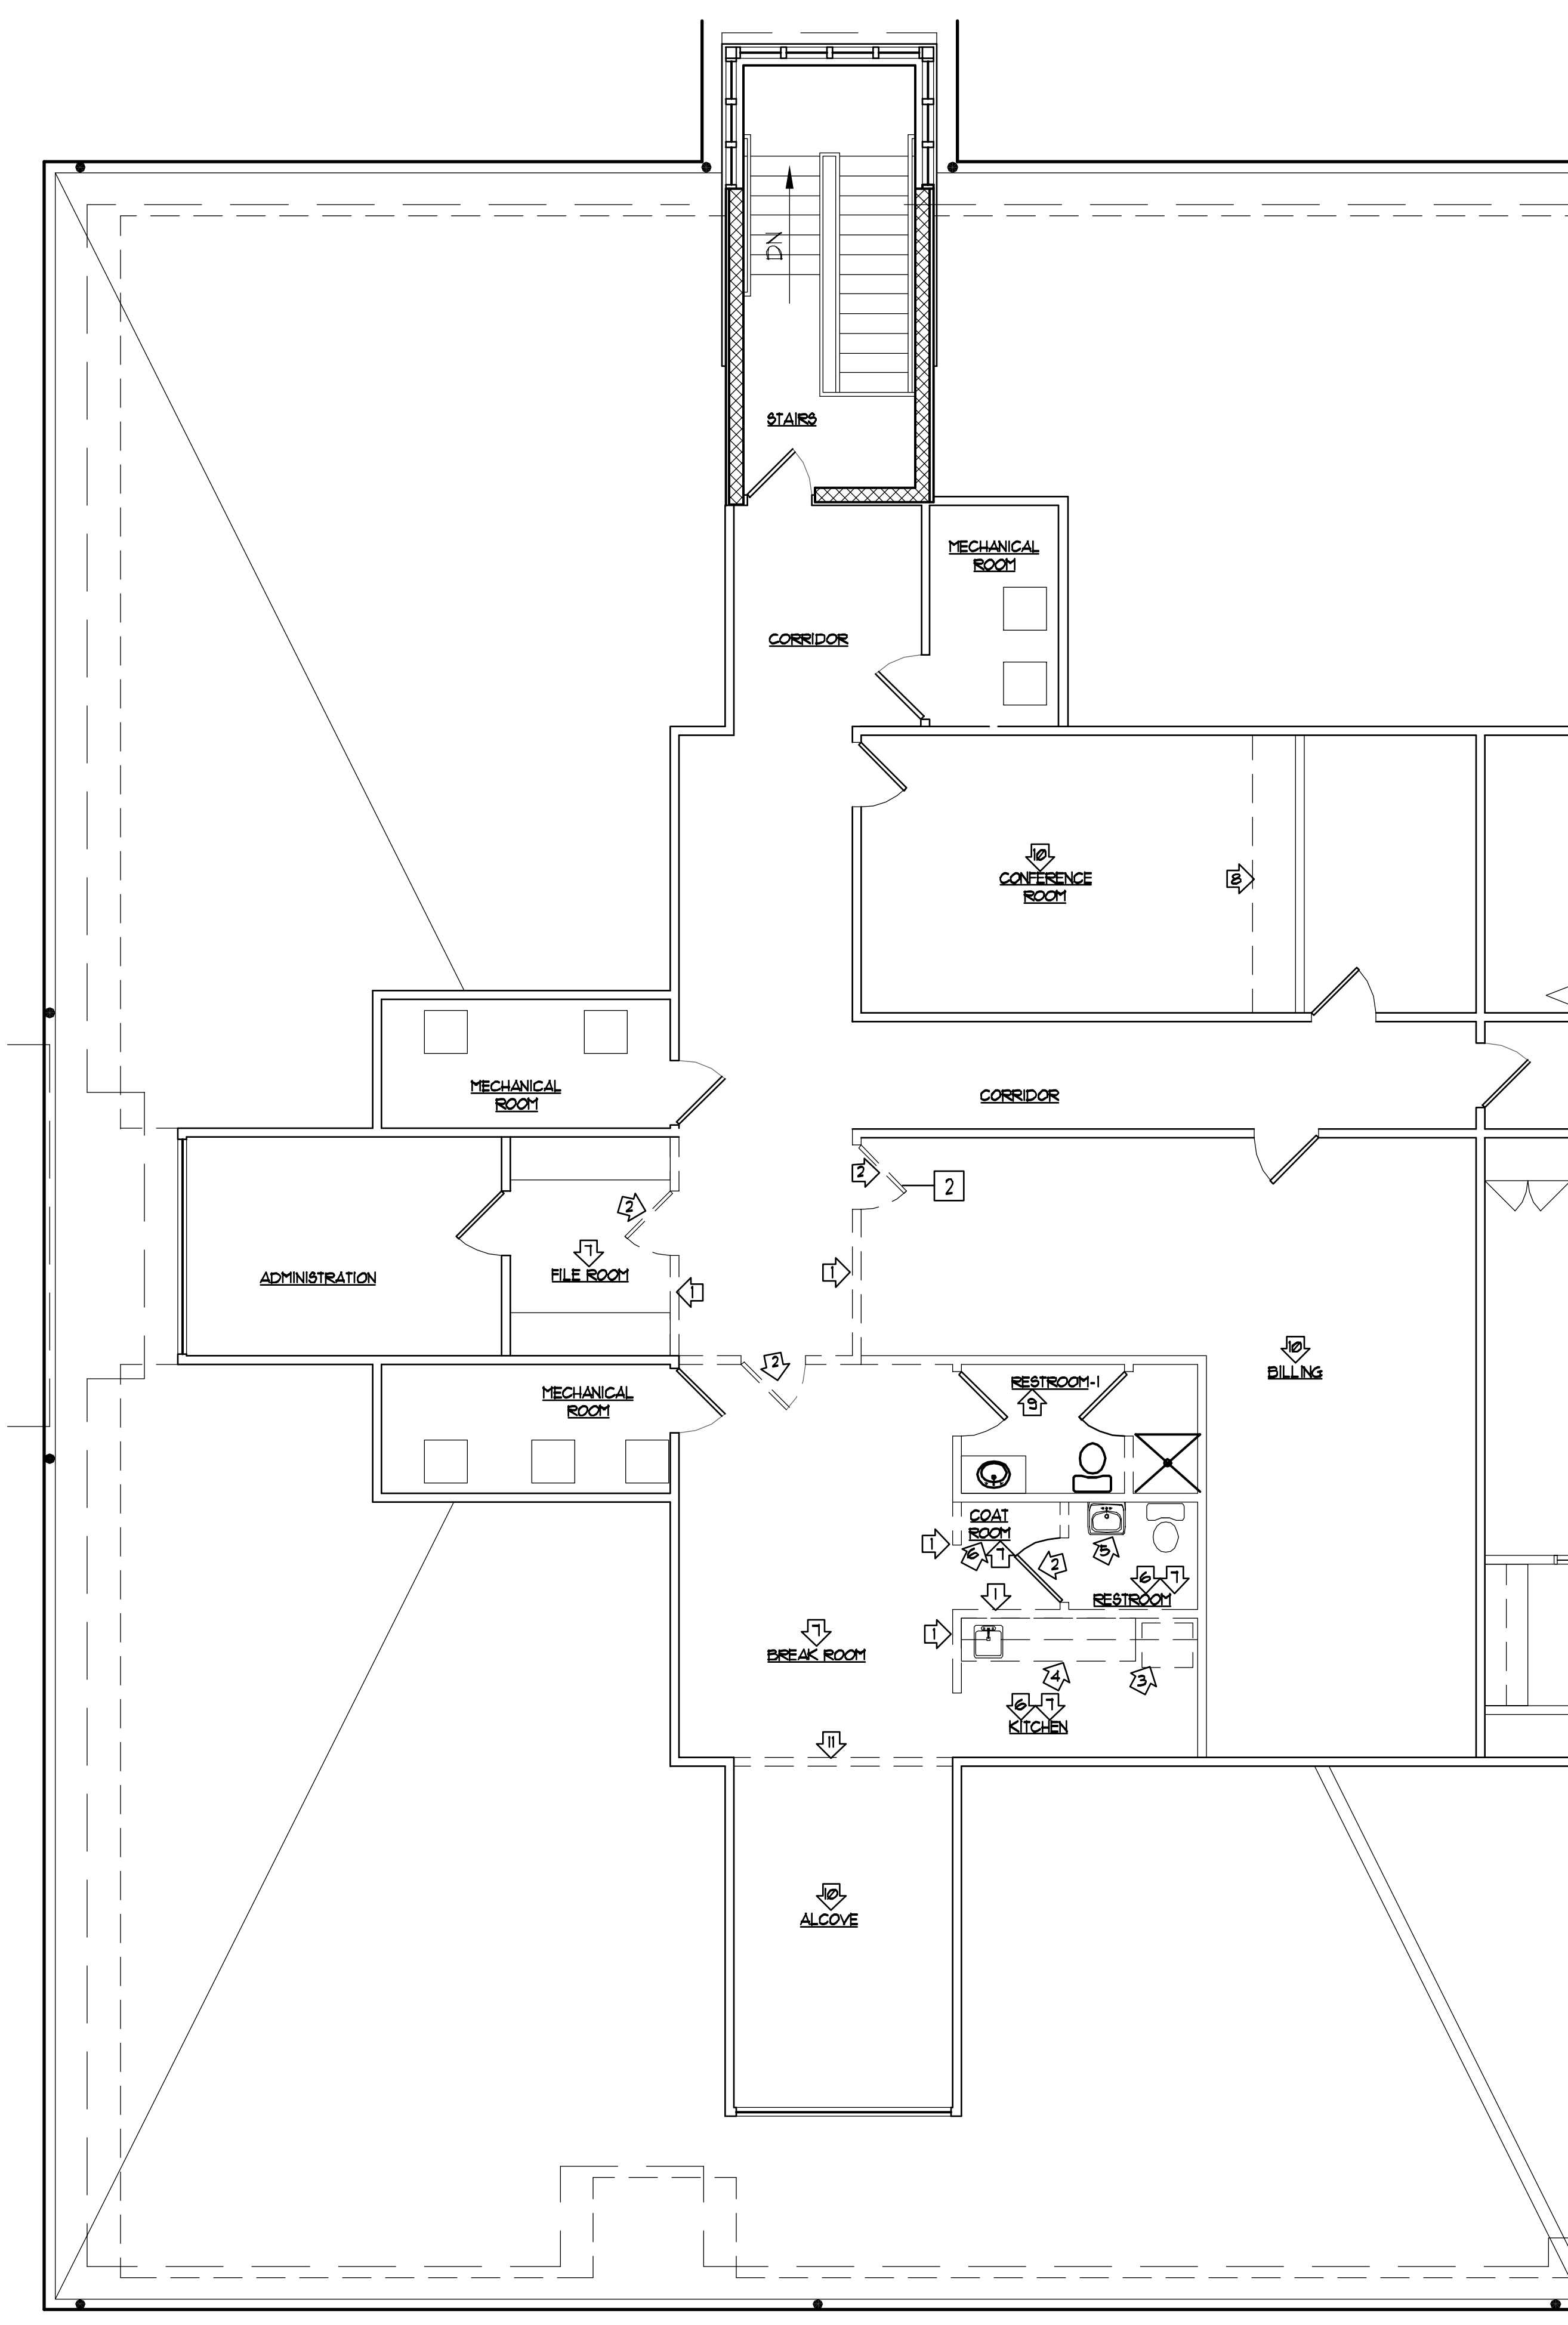 DN
STAIRS
MECHANICAL
ROOM
CORRIDOR
10
CONFERENCE
ROOM
8
MECHANICAL
ROOM
CORRIDOR
2
2
2
7
FILE ROOM
ADMINISTRATION
1
1
2
10
BILLING
MECHANICAL
ROOM
RESTROOM-1
9
COAT
ROOM
1
6 7
2
5
6 7
RESTROOM
1
7
BREAK ROOM
1
4
3
6 7
KITCHEN
11
10
ALCOVE